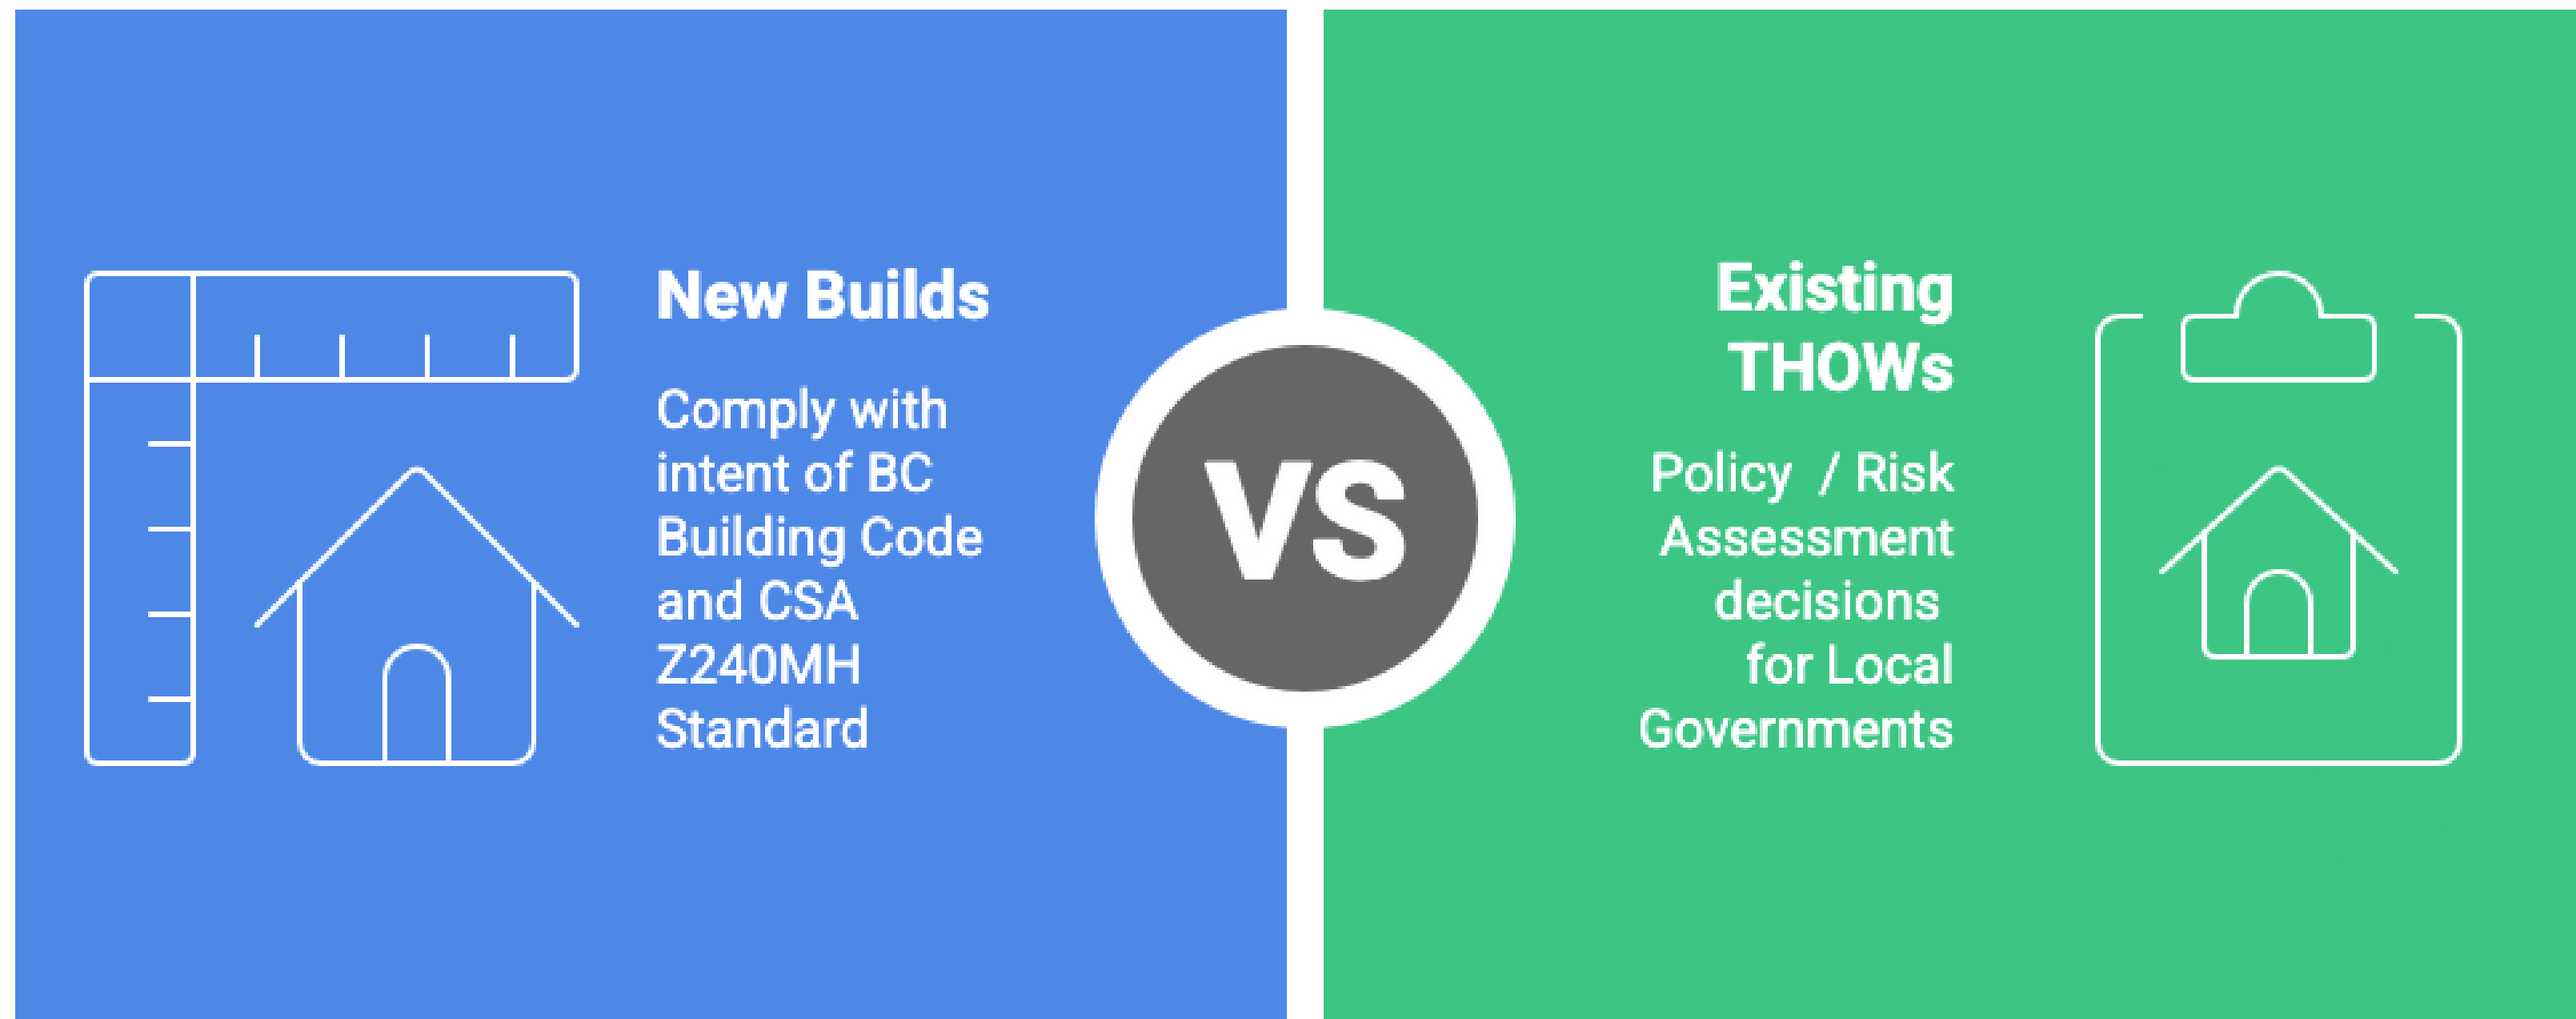 New Builds
Comply with
intent of BC
Building Code
and CSA
Z240MH
Standard
VS
Existing
THOWs
Policy / Risk
Assessment
decisions
for Local
Governments